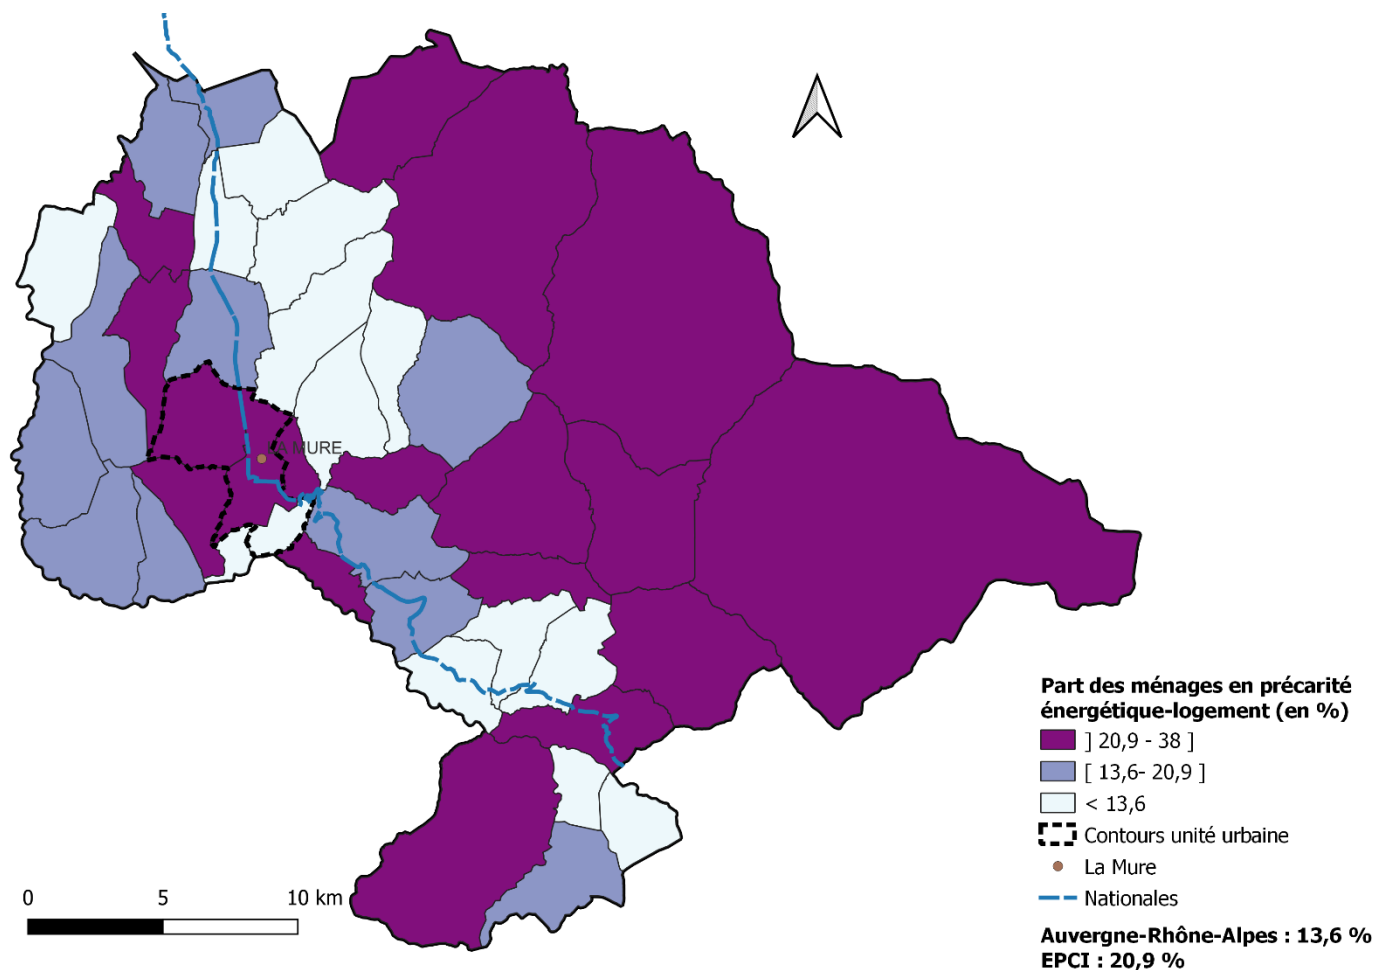 LA MURE
Part des ménages en précarité
énergétique-logement (en %)
] 20,9 - 38 ]
[ 13,6- 20,9 ]
< 13,6
Contours unité urbaine
La Mure
Nationales
0 5 10 km
Auvergne-Rhône-Alpes : 13,6 %
EPCI : 20,9 %